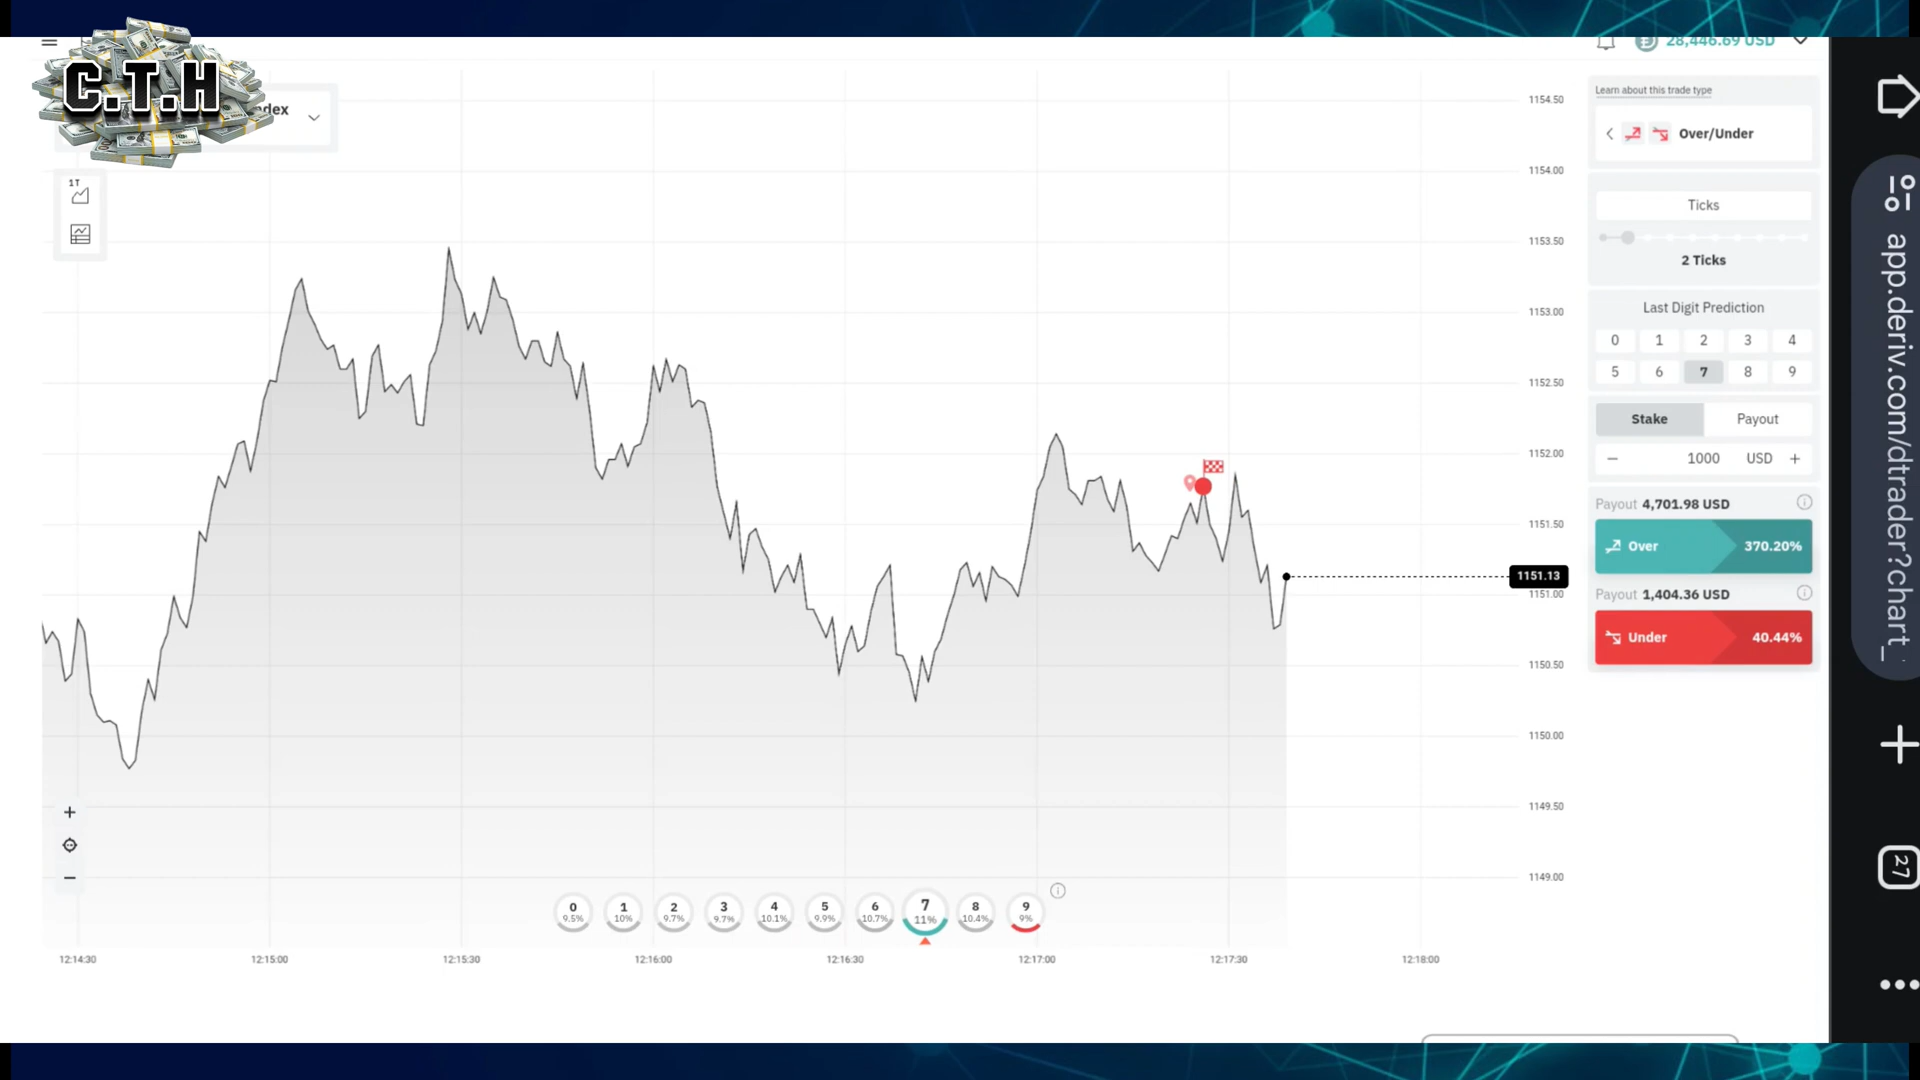 C.T.H
ndex
28,446.69 USD
1T
1154.50
1154.00
1153.50
1153.00
1152.50
1152.00
1151.50
1151.13
1151.00
1150.50
1150.00
1149.50
1149.00
Learn about this trade type
Over/Under
Ticks
2 Ticks
Last Digit Prediction
0 1 2 3 4
5 6 7 8 9
Stake Payout
− 1000 USD +
Payout 4,701.98 USD
Over 370.20%
Payout 1,404.36 USD
Under 40.44%
0 1 2 3 4 5 6 7 8 9
9.5% 10% 9.7% 9.7% 10.1% 9.9% 10.7% 11% 10.4% 9%
12:14:30 12:15:00 12:15:30 12:16:00 12:16:30 12:17:00 12:17:30 12:18:00
app.deriv.com/dtrader?chart_
27